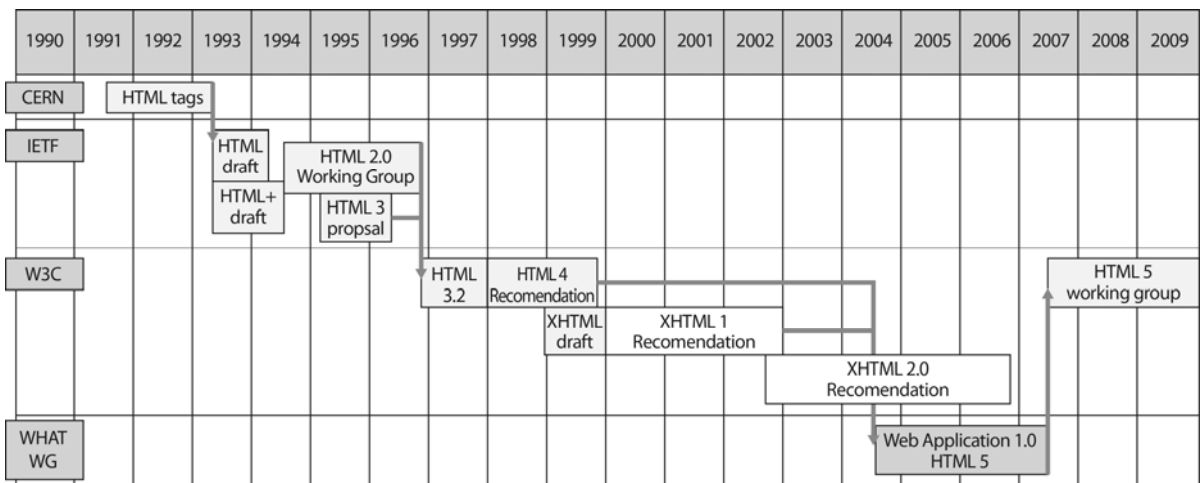 1990 1991 1992 1993 1994 1995 1996 1997 1998 1999 2000 2001 2002 2003 2004 2005 2006 2007 2008 2009
CERN
HTML tags
IETF
HTML
draft
HTML 2.0
Working Group
HTML+
draft
HTML 3
propsal
W3C
HTML
3.2
HTML 4
Recomendation
HTML 5
working group
XHTML
draft
XHTML 1
Recomendation
XHTML 2.0
Recomendation
WHAT
WG
Web Application 1.0
HTML 5